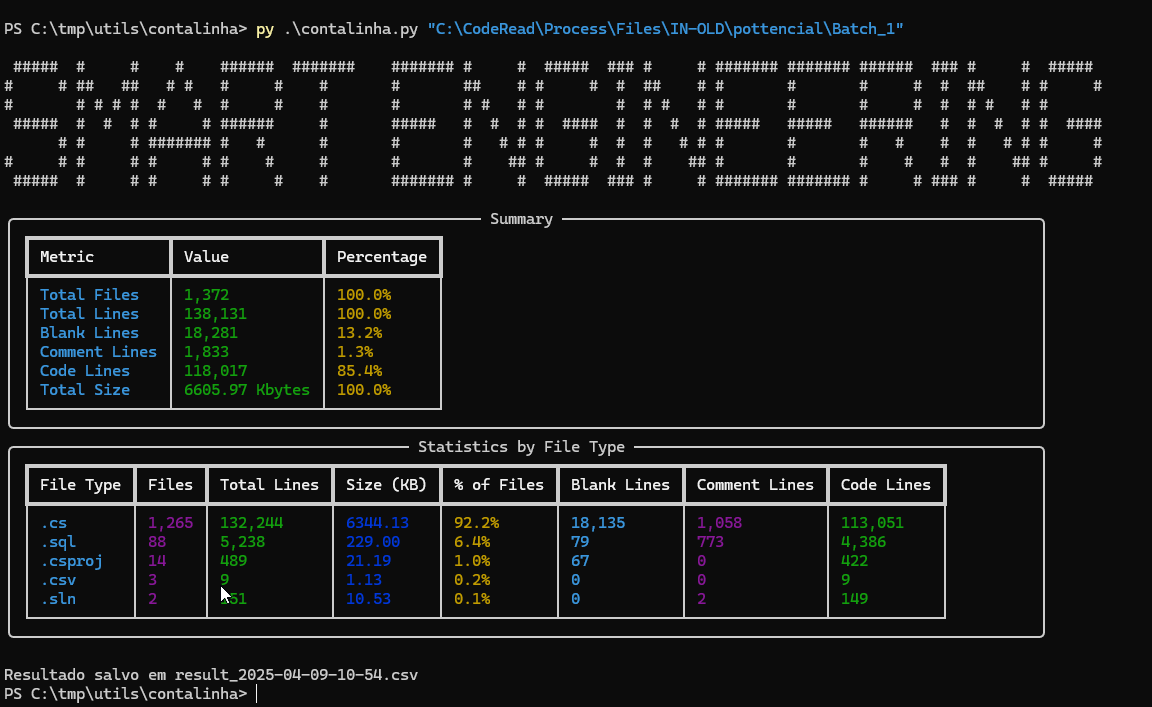 PS C:\tmp\utils\contalinha> py .\contalinha.py "C:\CodeRead\Process\Files\IN-OLD\pottencial\Batch_1"
SMART ENGINEERING
Summary
Metric Value Percentage
Total Files 1,372 100.0%
Total Lines 138,131 100.0%
Blank Lines 18,281 13.2%
Comment Lines 1,833 1.3%
Code Lines 118,017 85.4%
Total Size 6605.97 Kbytes 100.0%
Statistics by File Type
File Type Files Total Lines Size (KB) % of Files Blank Lines Comment Lines Code Lines
.cs 1,265 132,244 6344.13 92.2% 18,135 1,058 113,051
.sql 88 5,238 229.00 6.4% 79 773 4,386
.csproj 14 489 21.19 1.0% 67 0 422
.csv 3 9 1.13 0.2% 0 0 9
.sln 2 151 10.53 0.1% 0 2 149
Resultado salvo em result_2025-04-09-10-54.csv
PS C:\tmp\utils\contalinha>